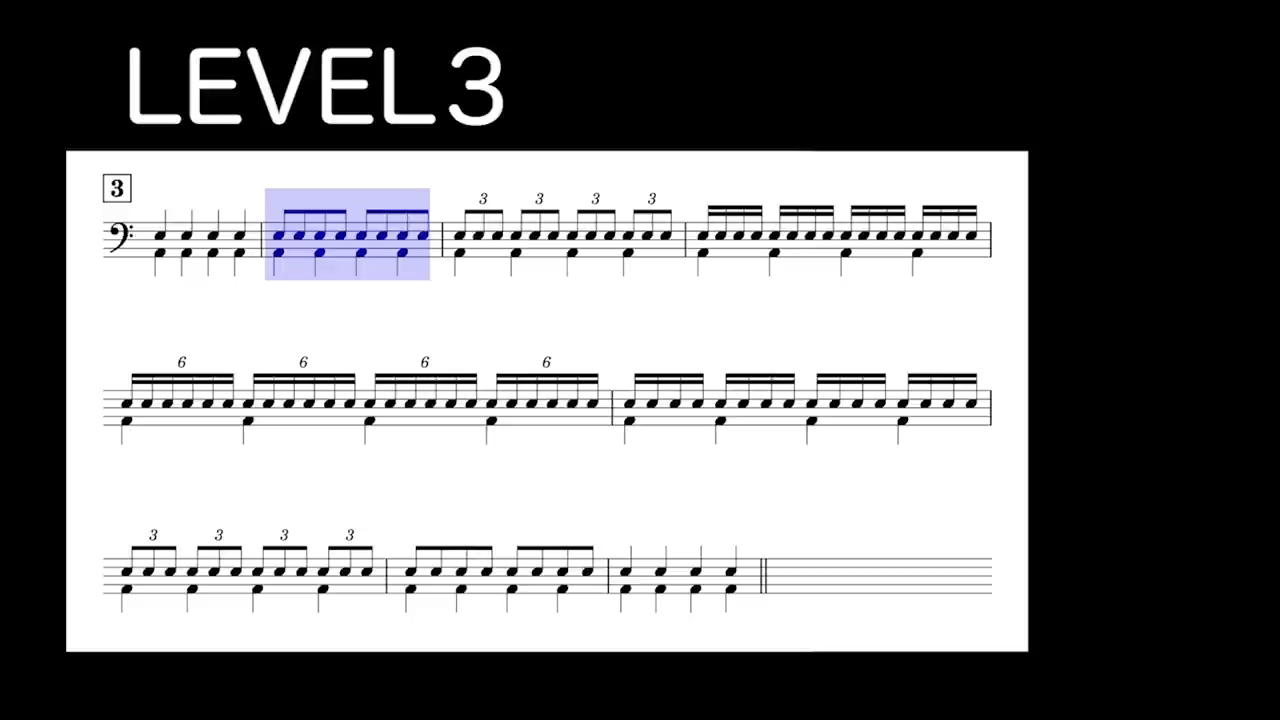 LEVEL 3
3
3 3 3 3
6 6 6 6
3 3 3 3